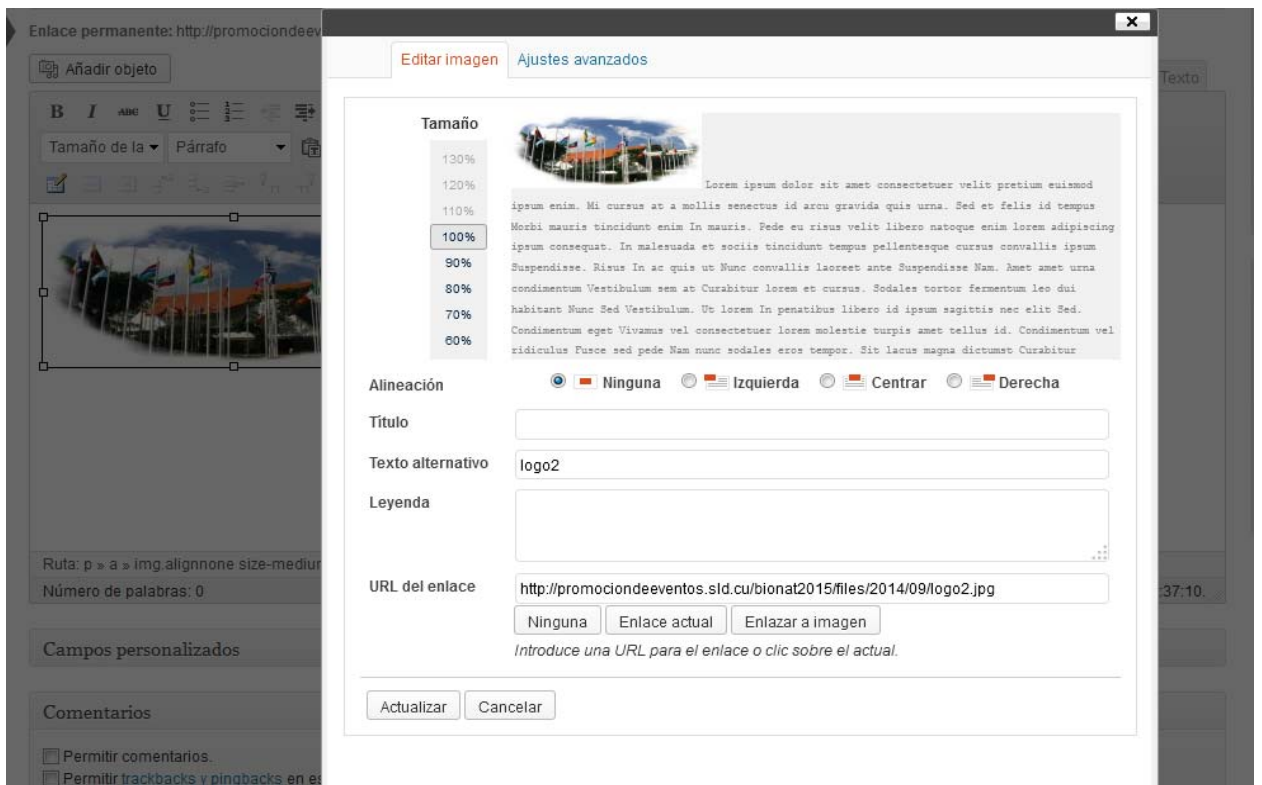 Enlace permanente: http://promociondeev
Añadir objeto
Texto
B I ABC U
Tamaño de la Párrafo
Ruta: p » a » img.alignnone size-mediur
Número de palabras: 0
:37:10.
Campos personalizados
Comentarios
Permitir comentarios.
Permitir trackbacks y pingbacks en es
x
Editar imagen Ajustes avanzados
Tamaño
130%
120%
110%
100%
90%
80%
70%
60%
Lorem ipsum dolor sit amet consectetuer velit pretium euismod
ipsum enim. Mi cursus at a mollis senectus id arcu gravida quis urna. Sed et felis id tempus
Morbi mauris tincidunt enim In mauris. Pede eu risus velit libero natoque enim lorem adipiscing
ipsum consequat. In malesuada et sociis tincidunt tempus pellentesque cursus convallis ipsum
Suspendisse. Risus In ac quis ut Nunc convallis laoreet ante Suspendisse Nam. Amet amet urna
condimentum Vestibulum sem at Curabitur lorem et cursus. Sodales tortor fermentum leo dui
habitant Nunc Sed Vestibulum. Ut lorem In penatibus libero id ipsum sagittis nec elit Sed.
Condimentum eget Vivamus vel consectetuer lorem molestie turpis amet tellus id. Condimentum vel
ridiculus Fusce sed pede Nam nunc sodales eros tempor. Sit lacus magna dictumst Curabitur
Alineación Ninguna Izquierda Centrar Derecha
Título
Texto alternativo logo2
Leyenda
URL del enlace http://promociondeeventos.sld.cu/bionat2015/files/2014/09/logo2.jpg
Ninguna Enlace actual Enlazar a imagen
Introduce una URL para el enlace o clic sobre el actual.
Actualizar Cancelar